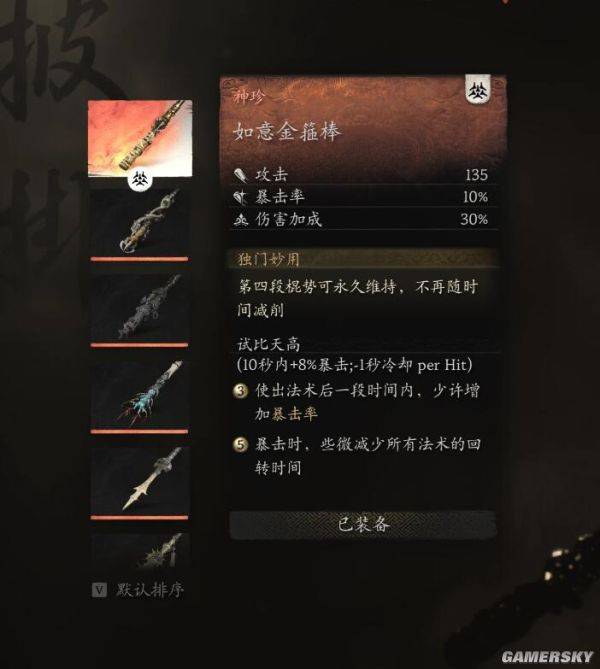 披挂
神珍
如意金箍棒
攻击 135
暴击率 10%
伤害加成 30%
独门妙用
第四段棍势可永久维持，不再随时
间减削
试比天高
(10秒内+8%暴击;-1秒冷却 per Hit)
3 使出法术后一段时间内，少许增
加暴击率
5 暴击时，些微减少所有法术的回
转时间
已装备
V 默认排序
GAMERSKY